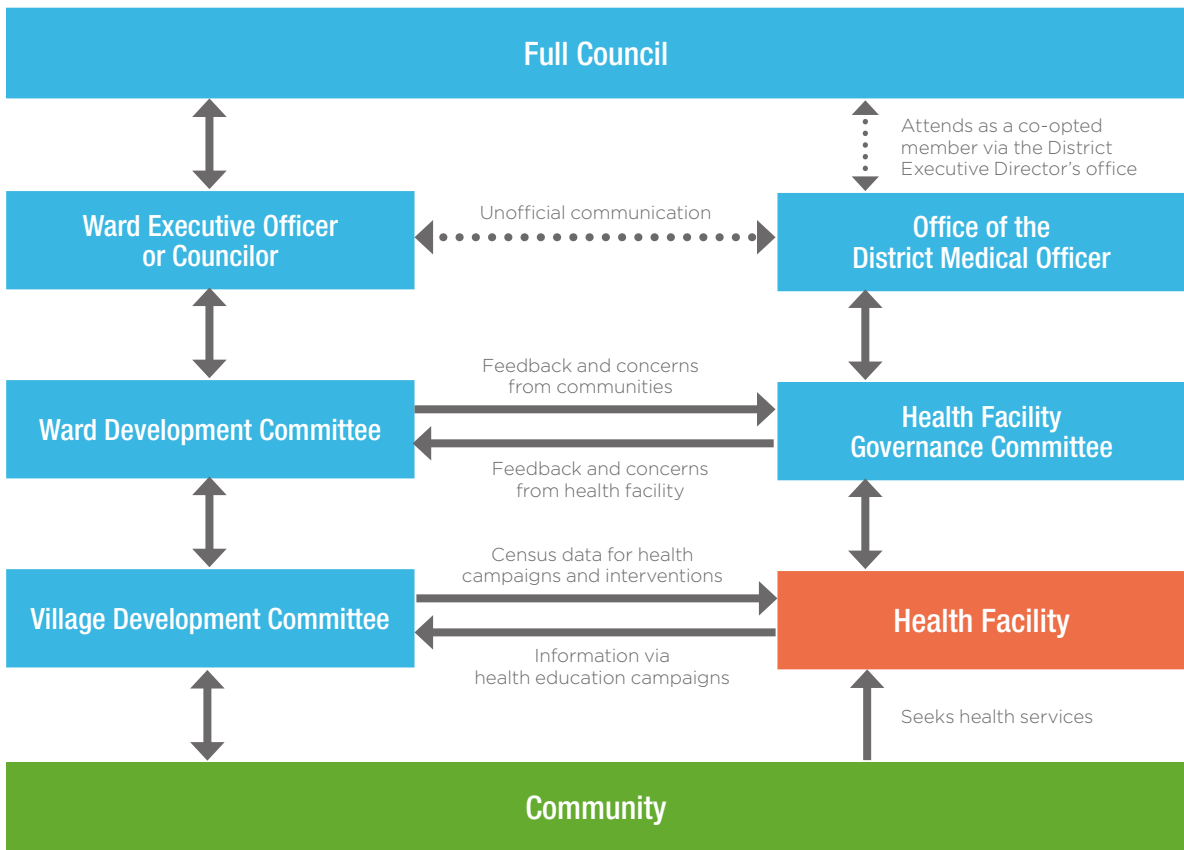 Full Council
Attends as a co-opted
member via the District
Executive Director's office
Ward Executive Officer
or Councilor
Unofficial communication
Office of the
District Medical Officer
Feedback and concerns
from communities
Ward Development Committee
Health Facility
Governance Committee
Feedback and concerns
from health facility
Census data for health
campaigns and interventions
Village Development Committee
Health Facility
Information via
health education campaigns
Seeks health services
Community